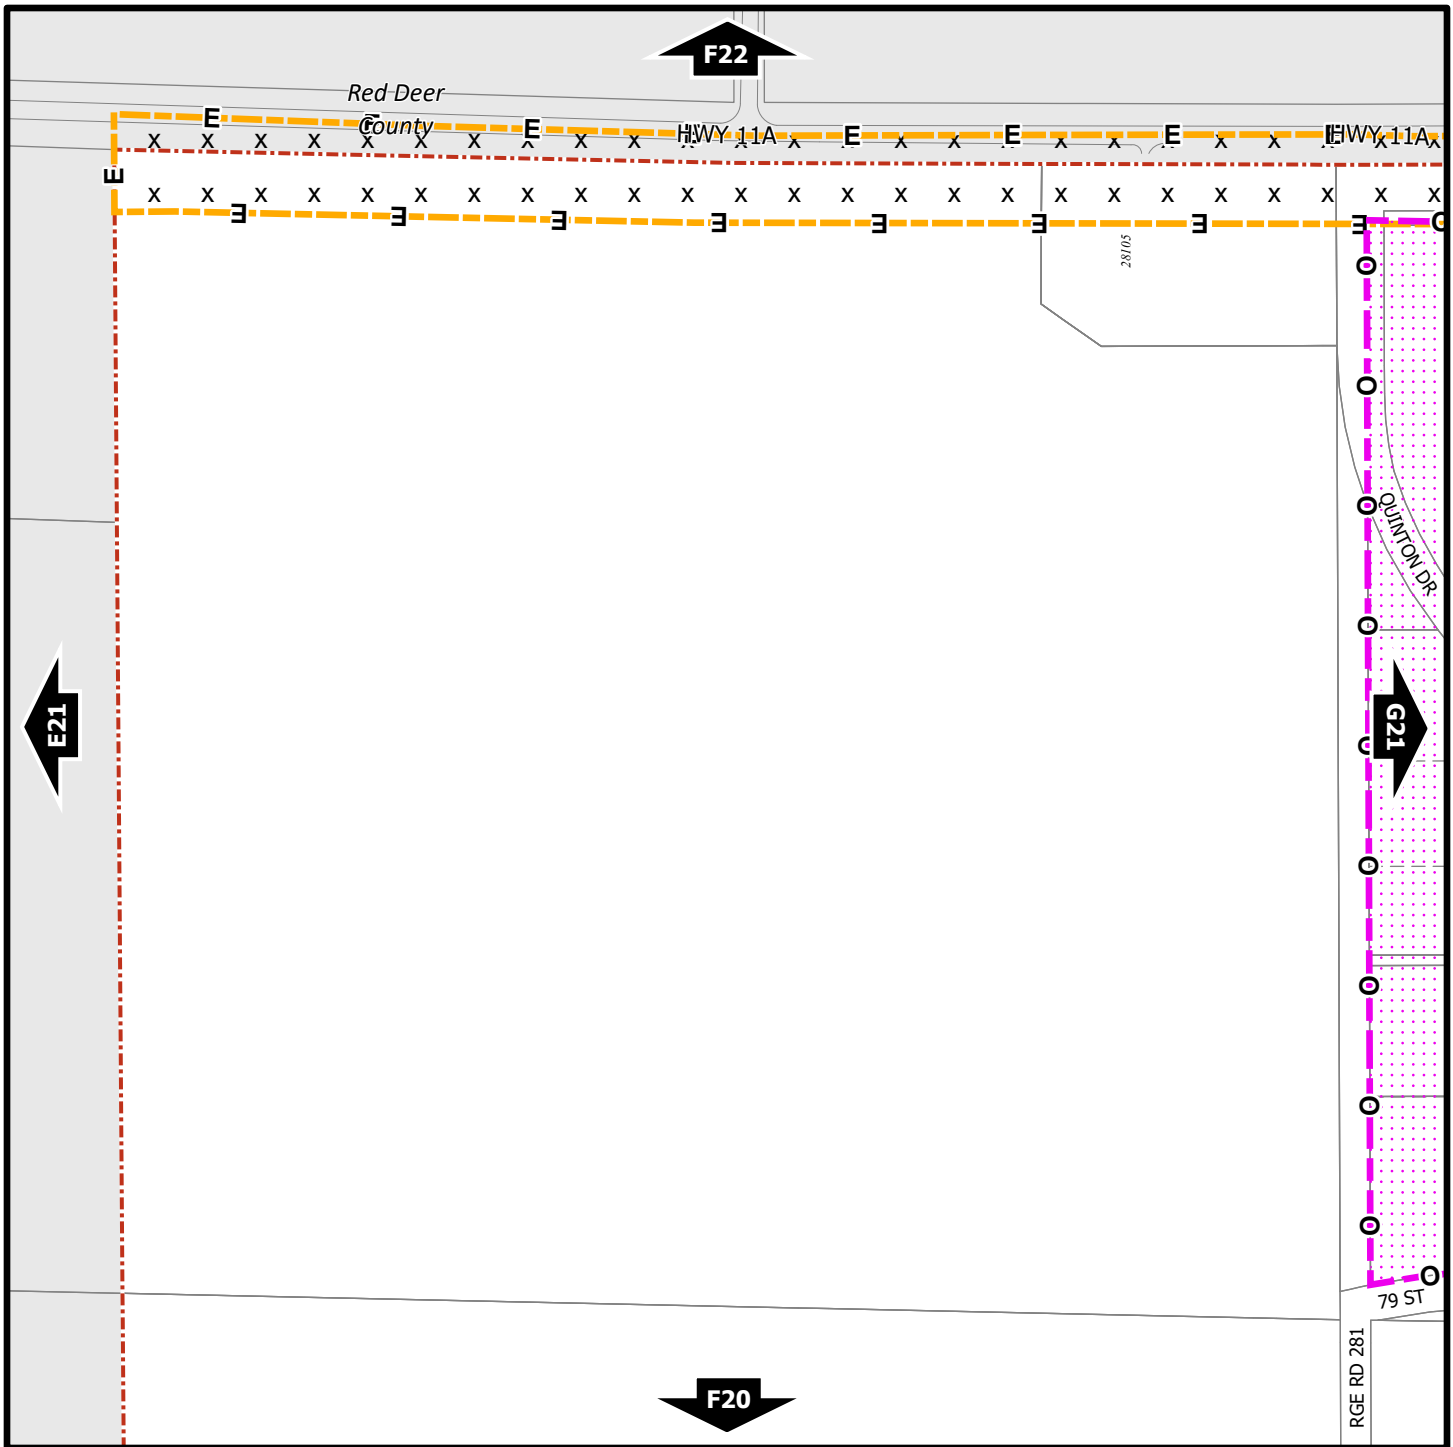 F22
Red Deer
County
E E E E E E E E
HWY 11A HWY 11A
x x x x x x x x x x x x x x x x x x x x x x x x x
E
x x x x x x x x x x x x x x x x x x x x x x x x x
E E E E E E E E
O
28105
O
O
O
QUINTON DR
O
E21
G21
O
O
O
O
O
O
79 ST
RGE RD 281
F20